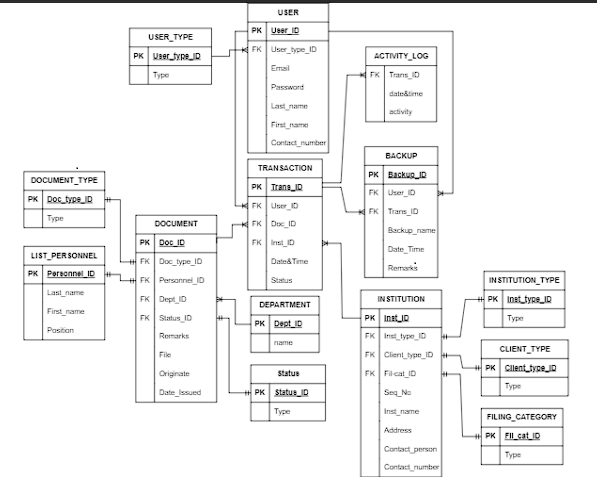 USER
PK User_ID
FK User_type_ID
Email
Password
Last_name
First_name
Contact_number
USER_TYPE
PK User_type_ID
Type
ACTIVITY_LOG
FK Trans_ID
date&time
activity
TRANSACTION
PK Trans_ID
FK User_ID
FK Doc_ID
FK Inst_ID
Date&Time
Status
BACKUP
PK Backup_ID
FK User_ID
FK Trans_ID
Backup_name
Date_Time
Remarks
DOCUMENT_TYPE
PK Doc_type_ID
Type
LIST_PERSONNEL
PK Personnel_ID
Last_name
First_name
Position
DOCUMENT
PK Doc_ID
FK Doc_type_ID
FK Personnel_ID
FK Dept_ID
FK Status_ID
Remarks
File
Originate
Date_Issued
DEPARTMENT
PK Dept_ID
name
Status
PK Status_ID
Type
INSTITUTION
PK Inst_ID
FK Inst_type_ID
FK Client_type_ID
FK Fil-cat_ID
Seq_No
Inst_name
Address
Contact_person
Contact_number
INSTITUTION_TYPE
PK Inst_type_ID
Type
CLIENT_TYPE
PK Client_type_ID
Type
FILING_CATEGORY
PK Fil_cat_ID
Type